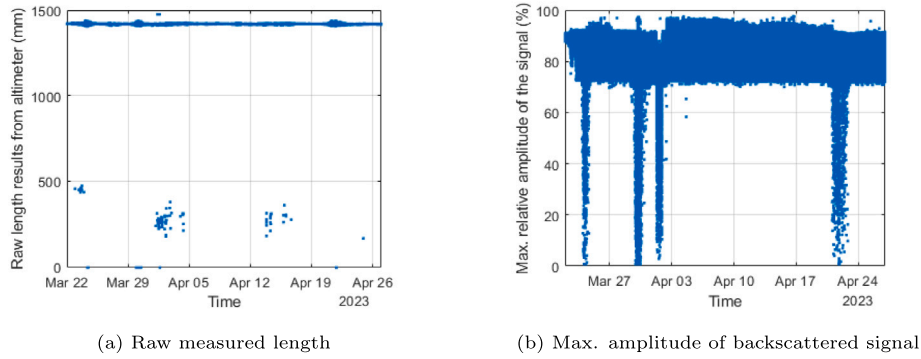 1500
1000
500
0
Raw length results from altimeter (mm)
Mar 22 Mar 29 Apr 05 Apr 12 Apr 19 Apr 26
Time 2023
(a) Raw measured length
100
80
60
40
20
0
Max. relative amplitude of the signal (%)
Mar 27 Apr 03 Apr 10 Apr 17 Apr 24
Time 2023
(b) Max. amplitude of backscattered signal